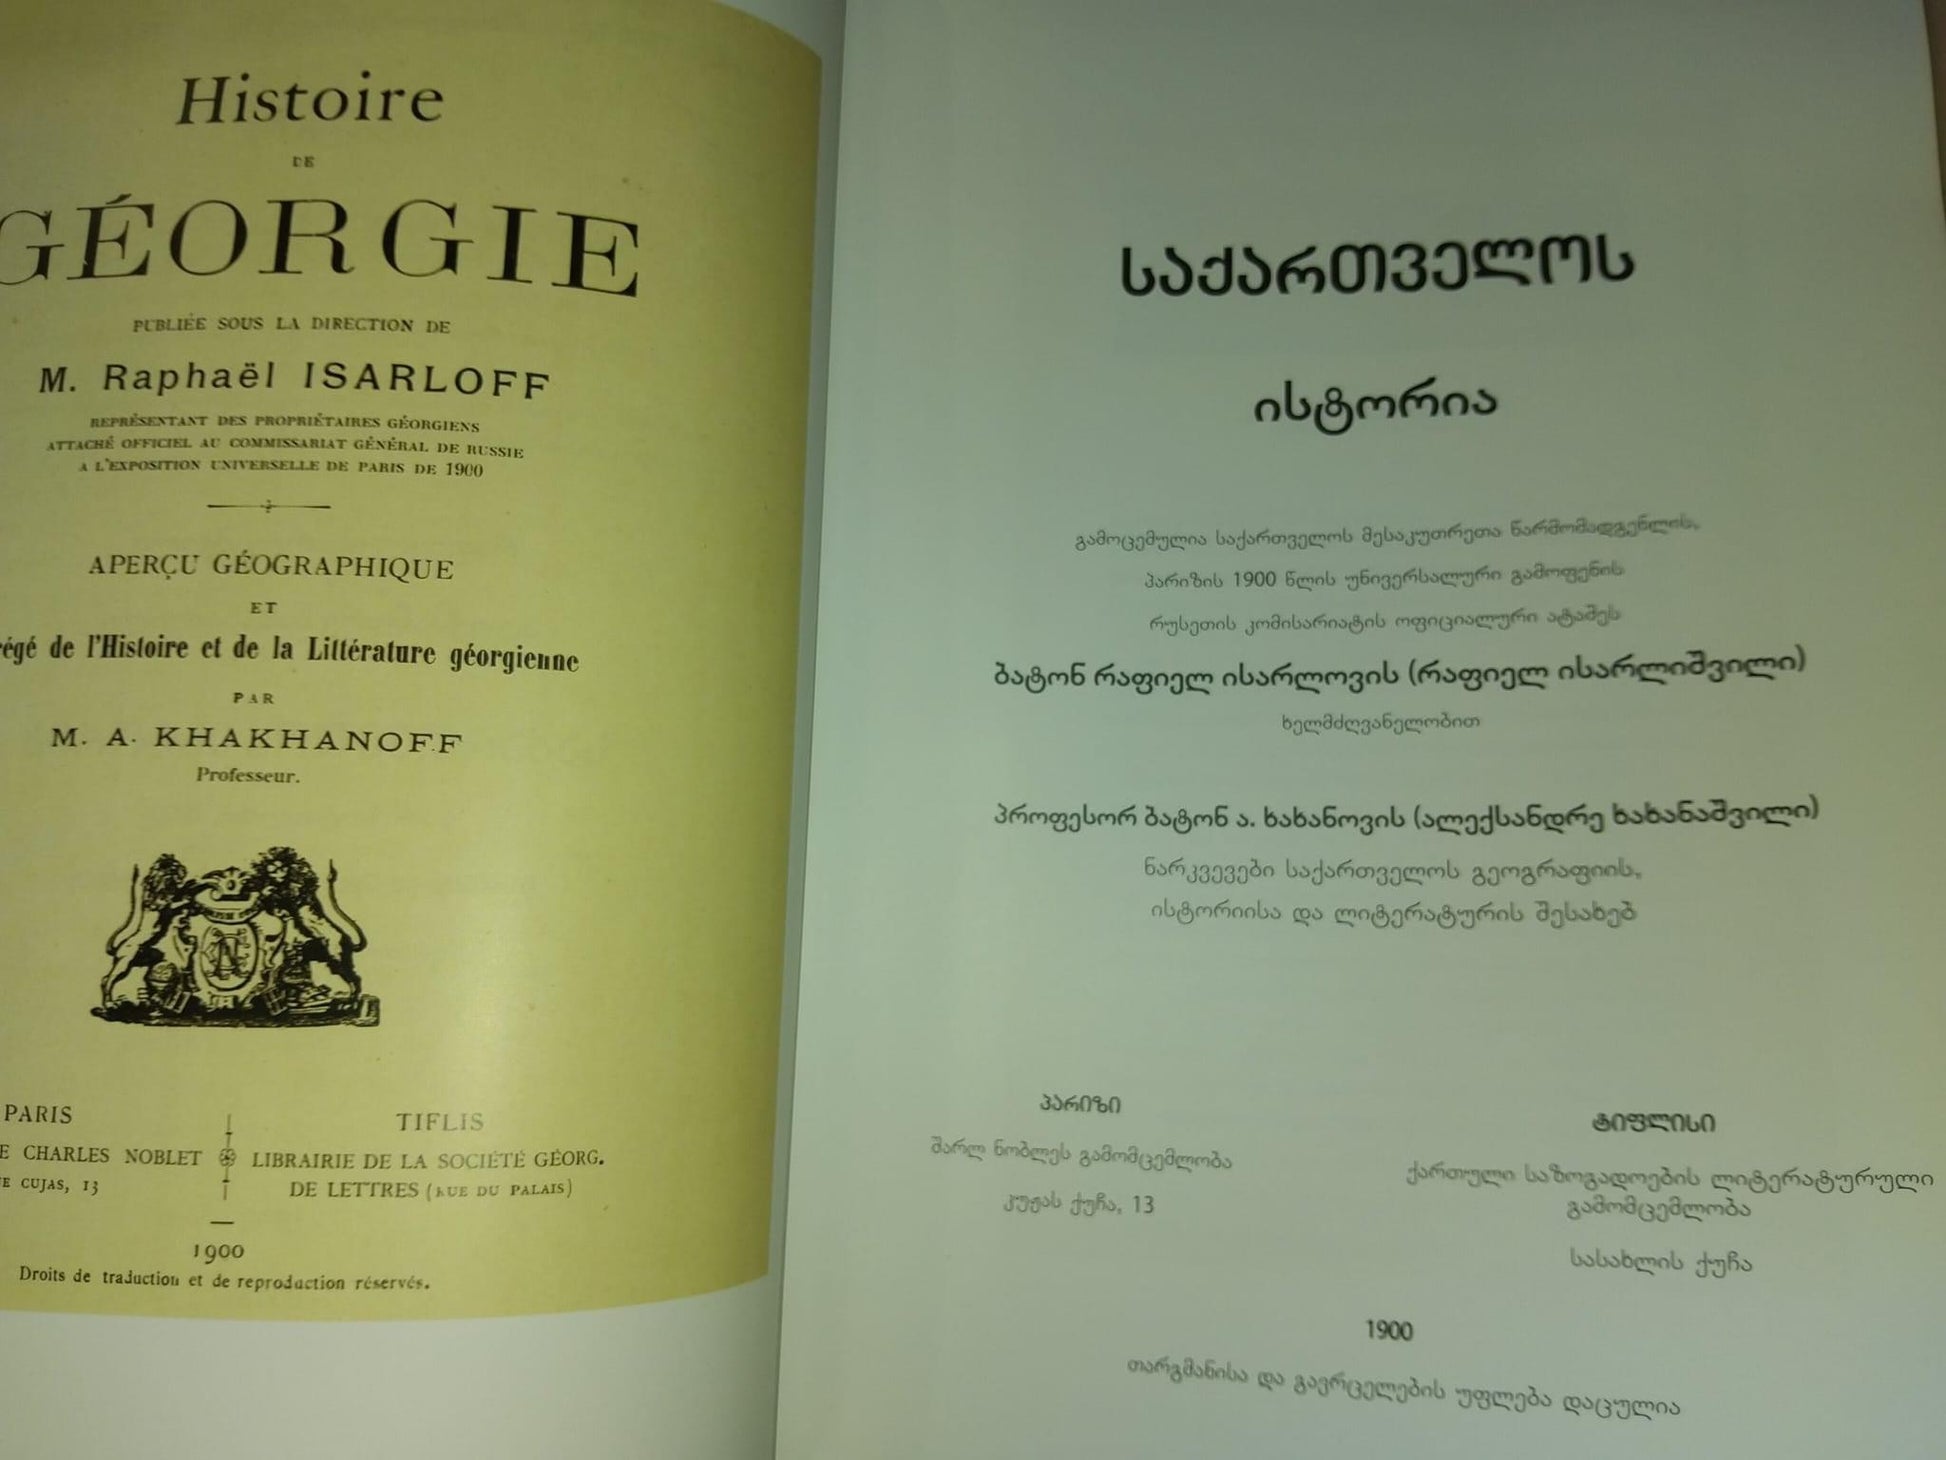 Histoire
DE
GÉORGIE
PUBLIÉE SOUS LA DIRECTION DE
M. Raphaël ISARLOFF
REPRÉSENTANT DES PROPRIÉTAIRES GÉORGIENS
ATTACHÉ OFFICIEL AU COMMISSARIAT GÉNÉRAL DE RUSSIE
A L'EXPOSITION UNIVERSELLE DE PARIS DE 1900
APERÇU GÉOGRAPHIQUE
ET
égé de l'Histoire et de la Littérature géorgienne
PAR
M. A. KHAKHANOFF
Professeur.
PARIS
E CHARLES NOBLET
E CUJAS, 13
TIFLIS
LIBRAIRIE DE LA SOCIÉTÉ GÉORG.
DE LETTRES (RUE DU PALAIS)
1900
Droits de traduction et de reproduction réservés.
საქართველოს
ისტორია
გამოცემულია საქართველოს მესაკუთრეთა წარმომადგენლის,
პარიზის 1900 წლის უნივერსალური გამოფენის
რუსეთის კომისარიატის ოფიციალური ატაშეს
ბატონ რაფიელ ისარლოვის (რაფიელ ისარლიშვილი)
ხელმძღვანელობით
პროფესორ ბატონ ა. ხახანოვის (ალექსანდრე ხახანაშვილი)
ნარკვევები საქართველოს გეოგრაფიის,
ისტორიისა და ლიტერატურის შესახებ
პარიზი
შარლ ნობლეს გამომცემლობა
კუჟას ქუჩა, 13
ტიფლისი
ქართული საზოგადოების ლიტერატურული
გამომცემლობა
სასახლის ქუჩა
1900
თარგმანისა და გავრცელების უფლება დაცულია